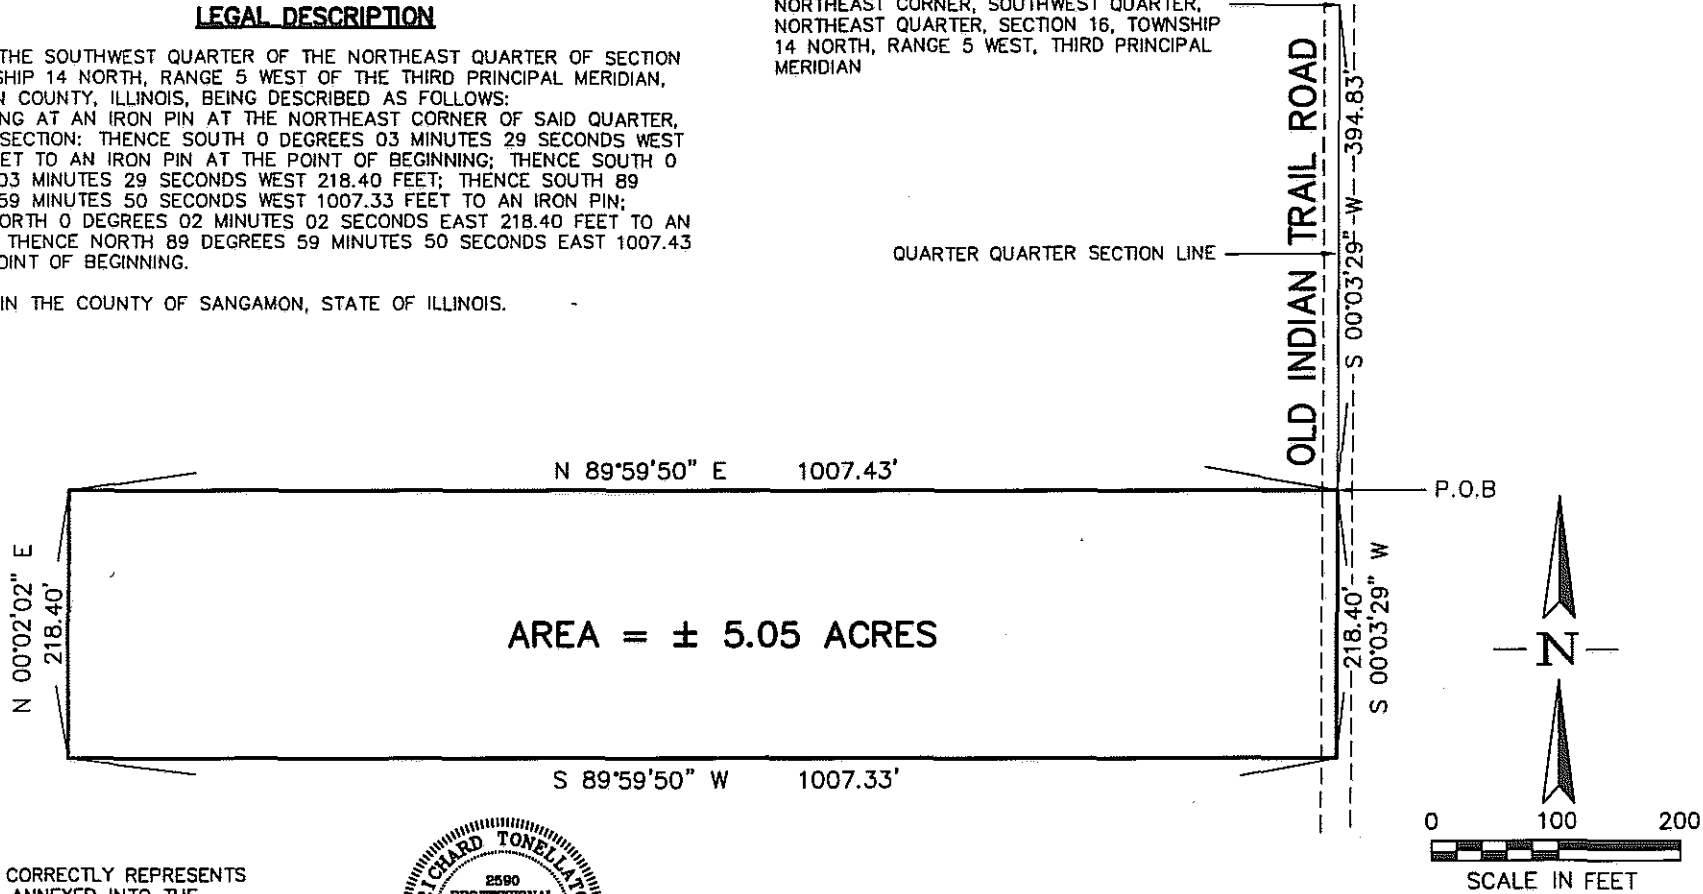 LEGAL DESCRIPTION
THE SOUTHWEST QUARTER OF THE NORTHEAST QUARTER OF SECTION
SHIP 14 NORTH, RANGE 5 WEST OF THE THIRD PRINCIPAL MERIDIAN,
N COUNTY, ILLINOIS, BEING DESCRIBED AS FOLLOWS:
NG AT AN IRON PIN AT THE NORTHEAST CORNER OF SAID QUARTER,
SECTION: THENCE SOUTH 0 DEGREES 03 MINUTES 29 SECONDS WEST
ET TO AN IRON PIN AT THE POINT OF BEGINNING; THENCE SOUTH 0
03 MINUTES 29 SECONDS WEST 218.40 FEET; THENCE SOUTH 89
59 MINUTES 50 SECONDS WEST 1007.33 FEET TO AN IRON PIN;
ORTH 0 DEGREES 02 MINUTES 02 SECONDS EAST 218.40 FEET TO AN
THENCE NORTH 89 DEGREES 59 MINUTES 50 SECONDS EAST 1007.43
OINT OF BEGINNING.
IN THE COUNTY OF SANGAMON, STATE OF ILLINOIS.
NORTHEAST CORNER, SOUTHWEST QUARTER,
NORTHEAST QUARTER, SECTION 16, TOWNSHIP
14 NORTH, RANGE 5 WEST, THIRD PRINCIPAL
MERIDIAN
QUARTER QUARTER SECTION LINE
OLD INDIAN TRAIL ROAD
S 00°03'29" W 394.83'
N 89°59'50" E 1007.43'
P.O.B
N 00°02'02" E
218.40'
AREA = ± 5.05 ACRES
218.40'
S 00°03'29" W
S 89°59'50" W 1007.33'
N
0 100 200
SCALE IN FEET
CORRECTLY REPRESENTS
ANNEXED INTO THE
RICHARD TONELLATO
2590
PROFESSIONAL